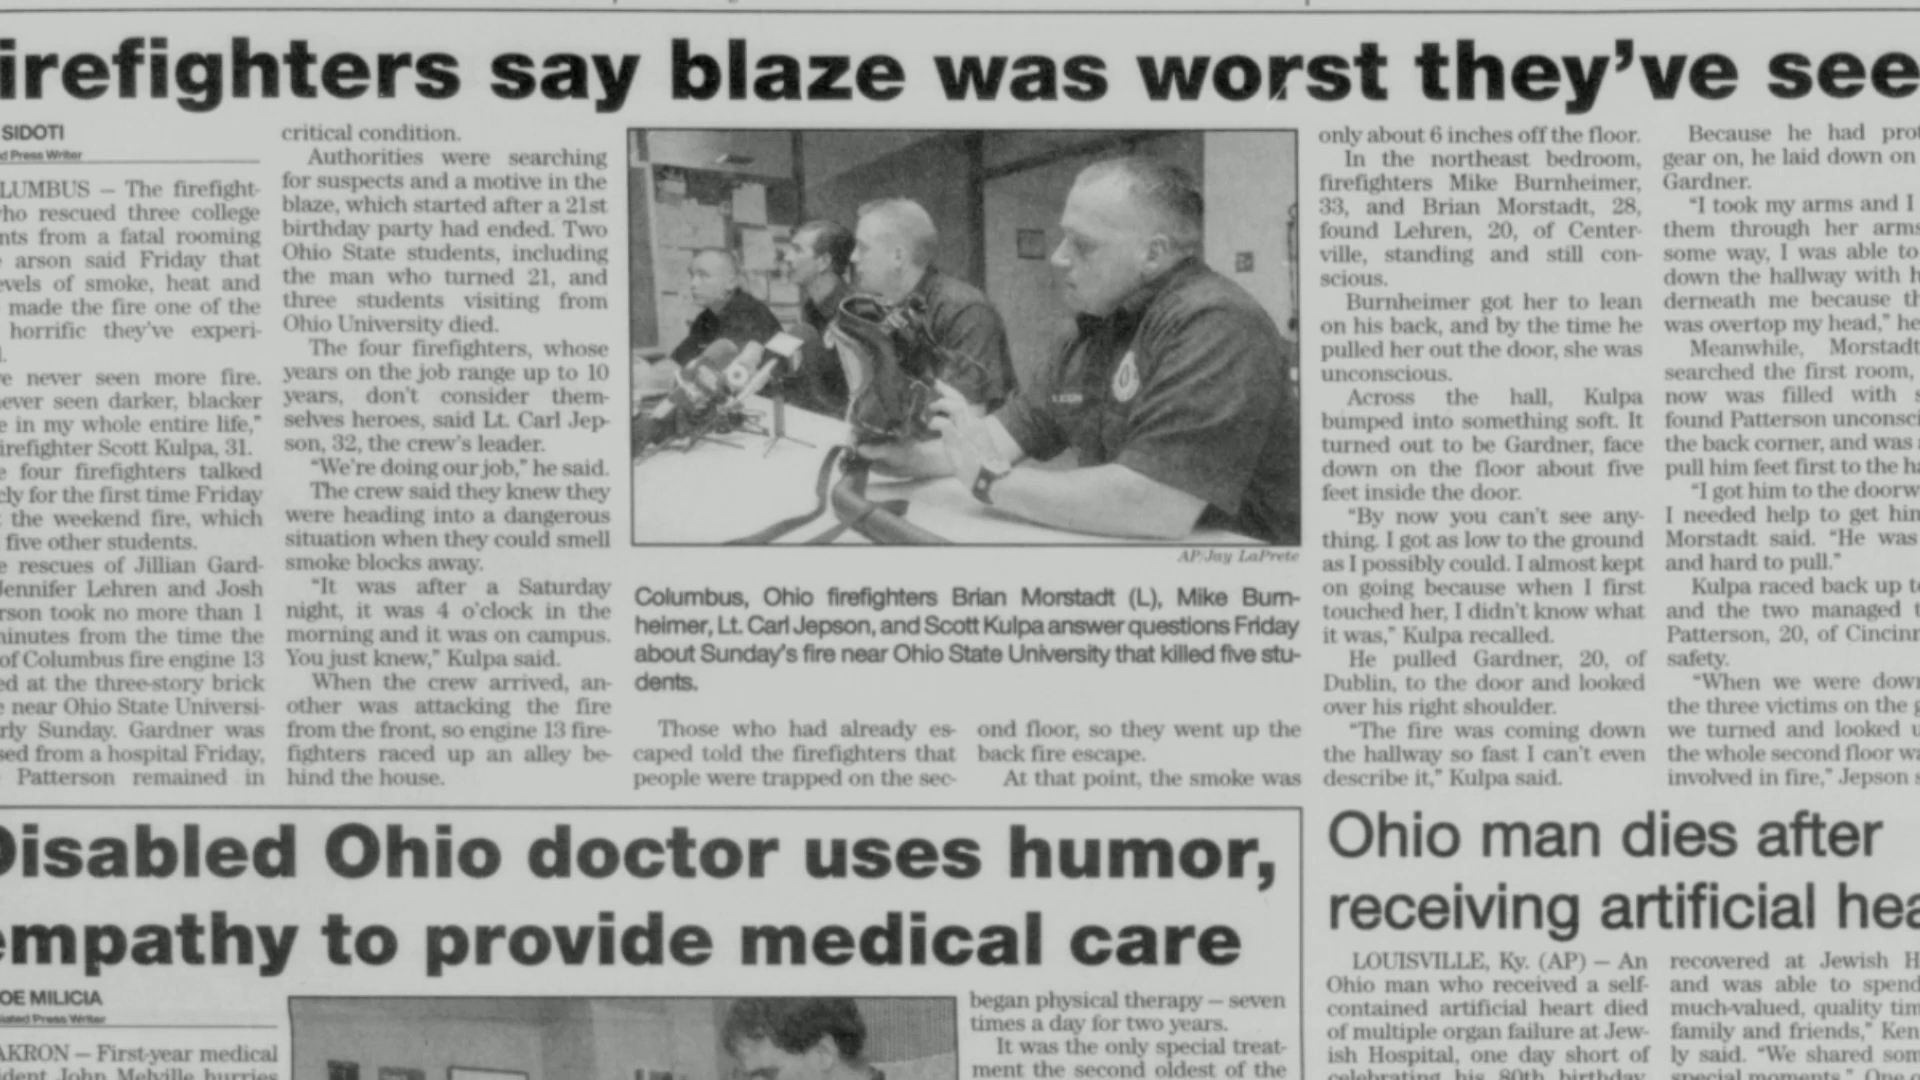 irefighters say blaze was worst they've see
SIDOTI
d Press Writer
LUMBUS — The firefight-
ho rescued three college
nts from a fatal rooming
arson said Friday that
evels of smoke, heat and
made the fire one of the
horrific they've experi-
e never seen more fire.
never seen darker, blacker
e in my whole entire life,"
irefighter Scott Kulpa, 31.
e four firefighters talked
cly for the first time Friday
the weekend fire, which
five other students.
e rescues of Jillian Gard-
Jennifer Lehren and Josh
rson took no more than 1
minutes from the time the
of Columbus fire engine 13
ed at the three-story brick
e near Ohio State Universi-
rly Sunday. Gardner was
sed from a hospital Friday,
Patterson remained in
critical condition.
Authorities were searching
for suspects and a motive in the
blaze, which started after a 21st
birthday party had ended. Two
Ohio State students, including
the man who turned 21, and
three students visiting from
Ohio University died.
The four firefighters, whose
years on the job range up to 10
years, don't consider them-
selves heroes, said Lt. Carl Jep-
son, 32, the crew's leader.
"We're doing our job," he said.
The crew said they knew they
were heading into a dangerous
situation when they could smell
smoke blocks away.
"It was after a Saturday
night, it was 4 o'clock in the
morning and it was on campus.
You just knew," Kulpa said.
When the crew arrived, an-
other was attacking the fire
from the front, so engine 13 fire-
fighters raced up an alley be-
hind the house.
AP/Jay LaPrete
Columbus, Ohio firefighters Brian Morstadt (L), Mike Burn-
heimer, Lt. Carl Jepson, and Scott Kulpa answer questions Friday
about Sunday's fire near Ohio State University that killed five stu-
dents.
Those who had already es-
caped told the firefighters that
people were trapped on the sec-
ond floor, so they went up the
back fire escape.
At that point, the smoke was
only about 6 inches off the floor.
In the northeast bedroom,
firefighters Mike Burnheimer,
33, and Brian Morstadt, 28,
found Lehren, 20, of Center-
ville, standing and still con-
scious.
Burnheimer got her to lean
on his back, and by the time he
pulled her out the door, she was
unconscious.
Across the hall, Kulpa
bumped into something soft. It
turned out to be Gardner, face
down on the floor about five
feet inside the door.
"By now you can't see any-
thing. I got as low to the ground
as I possibly could. I almost kept
on going because when I first
touched her, I didn't know what
it was," Kulpa recalled.
He pulled Gardner, 20, of
Dublin, to the door and looked
over his right shoulder.
"The fire was coming down
the hallway so fast I can't even
describe it," Kulpa said.
Because he had prot
gear on, he laid down on
Gardner.
"I took my arms and I
them through her arms
some way, I was able to
down the hallway with h
derneath me because th
was overtop my head," he
Meanwhile, Morstadt
searched the first room,
now was filled with s
found Patterson unconsci
the back corner, and was
pull him feet first to the ha
"I got him to the doorw
I needed help to get him
Morstadt said. "He was
and hard to pull."
Kulpa raced back up to
and the two managed t
Patterson, 20, of Cincinn
safety.
"When we were down
the three victims on the g
we turned and looked u
the whole second floor wa
involved in fire," Jepson s
Disabled Ohio doctor uses humor,
empathy to provide medical care
OE MILICIA
iated Press Writer
AKRON — First-year medical
ident John Melville hurries
began physical therapy — seven
times a day for two years.
It was the only special treat-
ment the second oldest of the
Ohio man dies after
receiving artificial hea
LOUISVILLE, Ky. (AP) — An
Ohio man who received a self-
contained artificial heart died
of multiple organ failure at Jew-
ish Hospital, one day short of
celebrating his 80th birthday,
recovered at Jewish H
and was able to spend
much-valued, quality tim
family and friends," Ken
ly said. "We shared som
special moments." One o